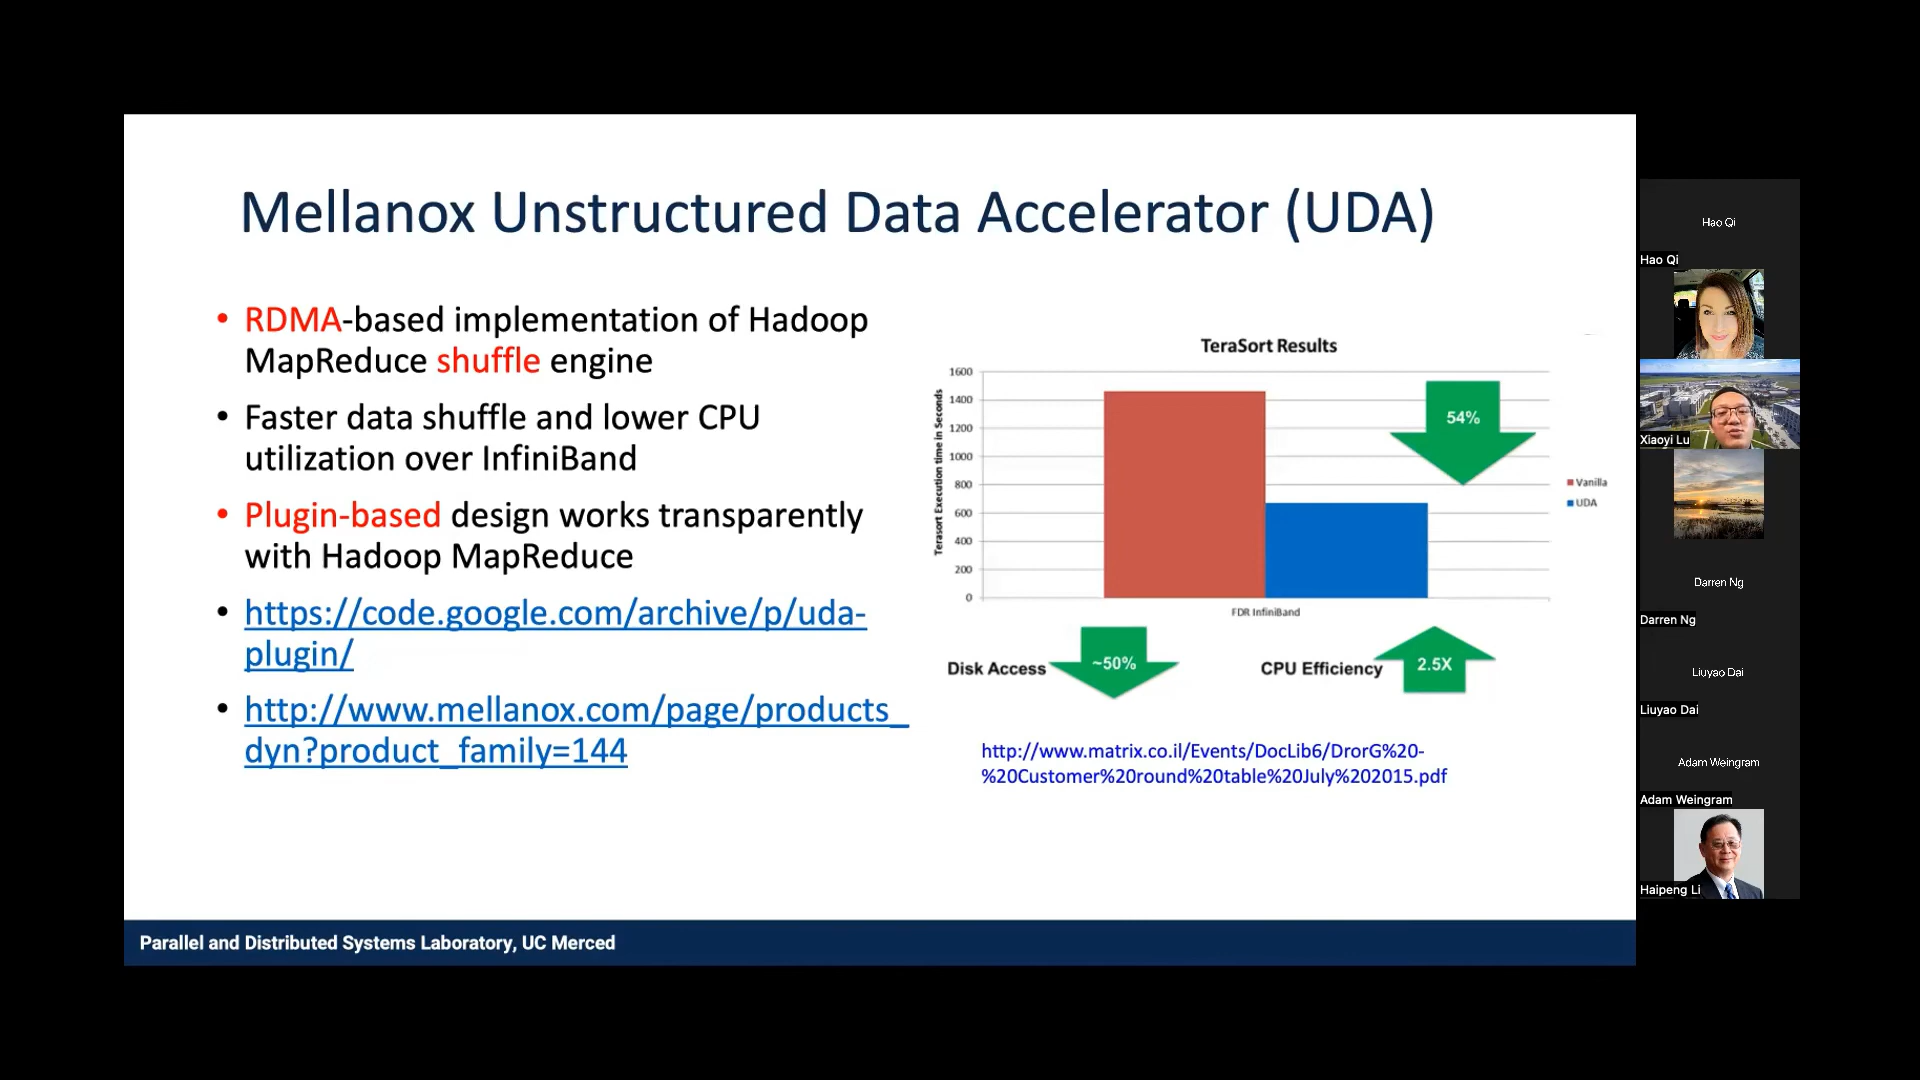 Mellanox Unstructured Data Accelerator (UDA)
• RDMA-based implementation of Hadoop
MapReduce shuffle engine
• Faster data shuffle and lower CPU
utilization over InfiniBand
• Plugin-based design works transparently
with Hadoop MapReduce
• https://code.google.com/archive/p/uda-
plugin/
• http://www.mellanox.com/page/products_
dyn?product_family=144
TeraSort Results
Terasort Execution time in Seconds
1600
1400
1200
1000
800
600
400
200
0
54%
Vanilla
UDA
FDR InfiniBand
Disk Access
~50%
CPU Efficiency
2.5X
http://www.matrix.co.il/Events/DocLib6/DrorG%20-
%20Customer%20round%20table%20July%202015.pdf
Parallel and Distributed Systems Laboratory, UC Merced
Hao Qi
Hao Qi
Xiaoyi Lu
Darren Ng
Darren Ng
Liuyao Dai
Liuyao Dai
Adam Weingram
Adam Weingram
Haipeng Li